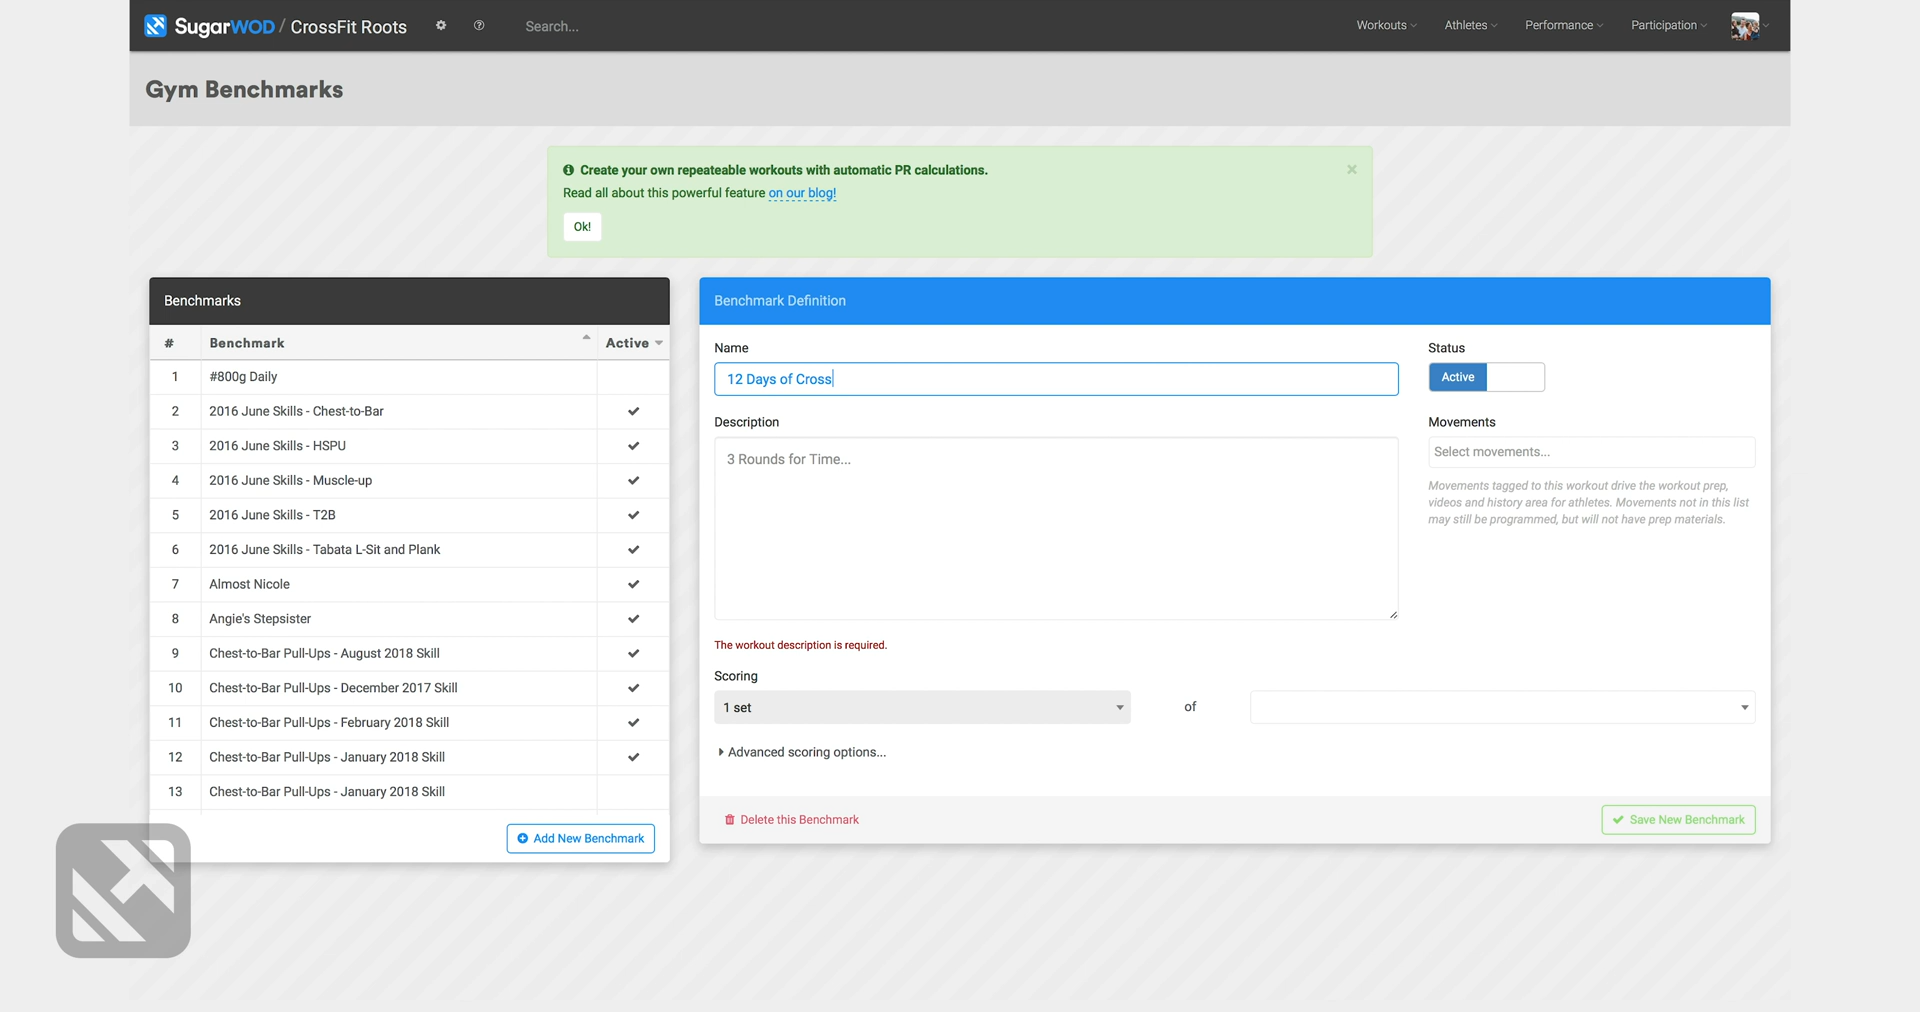 SugarWOD / CrossFit Roots
Search...
Workouts
Athletes
Performance
Participation
Gym Benchmarks
Create your own repeateable workouts with automatic PR calculations.
Read all about this powerful feature on our blog!
Ok!
Benchmarks
# Benchmark Active
1 #800g Daily
2 2016 June Skills - Chest-to-Bar
3 2016 June Skills - HSPU
4 2016 June Skills - Muscle-up
5 2016 June Skills - T2B
6 2016 June Skills - Tabata L-Sit and Plank
7 Almost Nicole
8 Angie's Stepsister
9 Chest-to-Bar Pull-Ups - August 2018 Skill
10 Chest-to-Bar Pull-Ups - December 2017 Skill
11 Chest-to-Bar Pull-Ups - February 2018 Skill
12 Chest-to-Bar Pull-Ups - January 2018 Skill
13 Chest-to-Bar Pull-Ups - January 2018 Skill
Add New Benchmark
Benchmark Definition
Name
12 Days of Cross
Status
Active
Description
3 Rounds for Time...
Movements
Select movements...
Movements tagged to this workout drive the workout prep,
videos and history area for athletes. Movements not in this list
may still be programmed, but will not have prep materials.
The workout description is required.
Scoring
1 set
of
Advanced scoring options...
Delete this Benchmark
Save New Benchmark